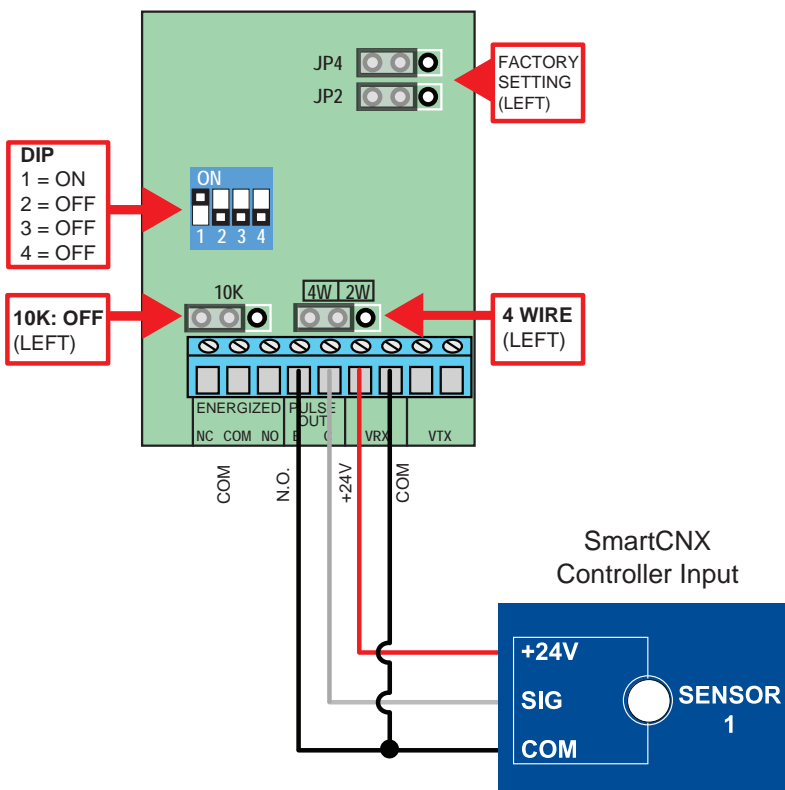 JP4
JP2
FACTORY
SETTING
(LEFT)
DIP
1 = ON
2 = OFF
3 = OFF
4 = OFF
ON
1 2 3 4
10K
4W 2W
10K: OFF
(LEFT)
4 WIRE
(LEFT)
ENERGIZED
PULSE
OUT
NC COM NO E C VRX VTX
COM
N.O.
+24V
COM
SmartCNX
Controller Input
+24V
SIG
COM
SENSOR
1